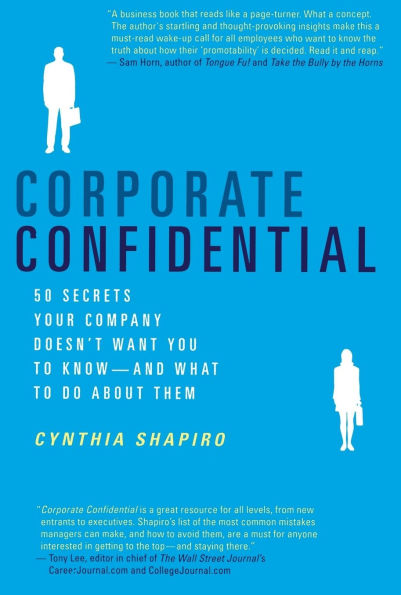 “A business book that reads like a page-turner. What a concept.
The author's startling and thought-provoking insights make this a
must-read wake-up call for all employees who want to know the
truth about how their 'promotability' is decided. Read it and reap.”
— Sam Horn, author of Tongue Fu! and Take the Bully by the Horns
CORPORATE
CONFIDENTIAL
50 SECRETS
YOUR COMPANY
DOESN'T WANT YOU
TO KNOW—AND WHAT
TO DO ABOUT THEM
CYNTHIA SHAPIRO
“Corporate Confidential is a great resource for all levels, from new
entrants to executives. Shapiro's list of the most common mistakes
managers can make, and how to avoid them, are a must for anyone
interested in getting to the top—and staying there.”
— Tony Lee, editor in chief of The Wall Street Journal's
CareerJournal.com and CollegeJournal.com